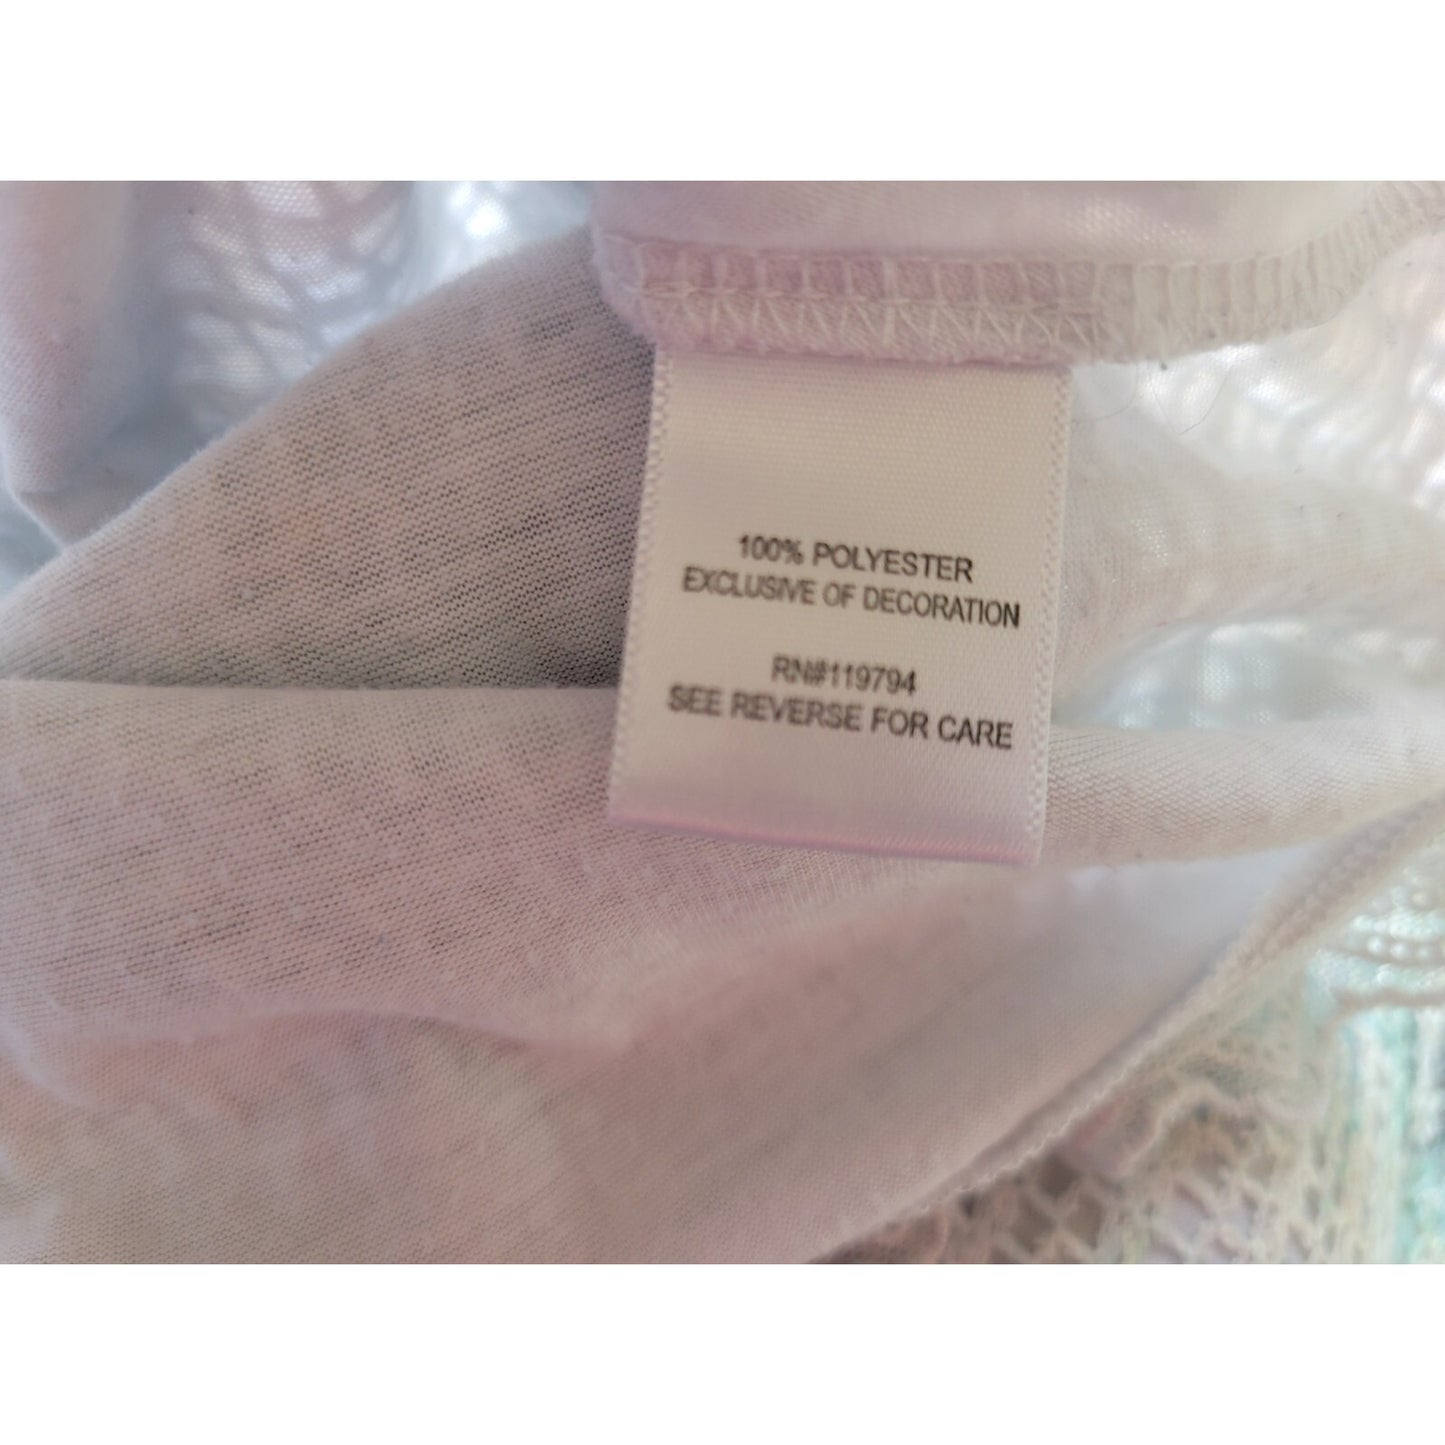 100% POLYESTER
EXCLUSIVE OF DECORATION
RN#119794
SEE REVERSE FOR CARE